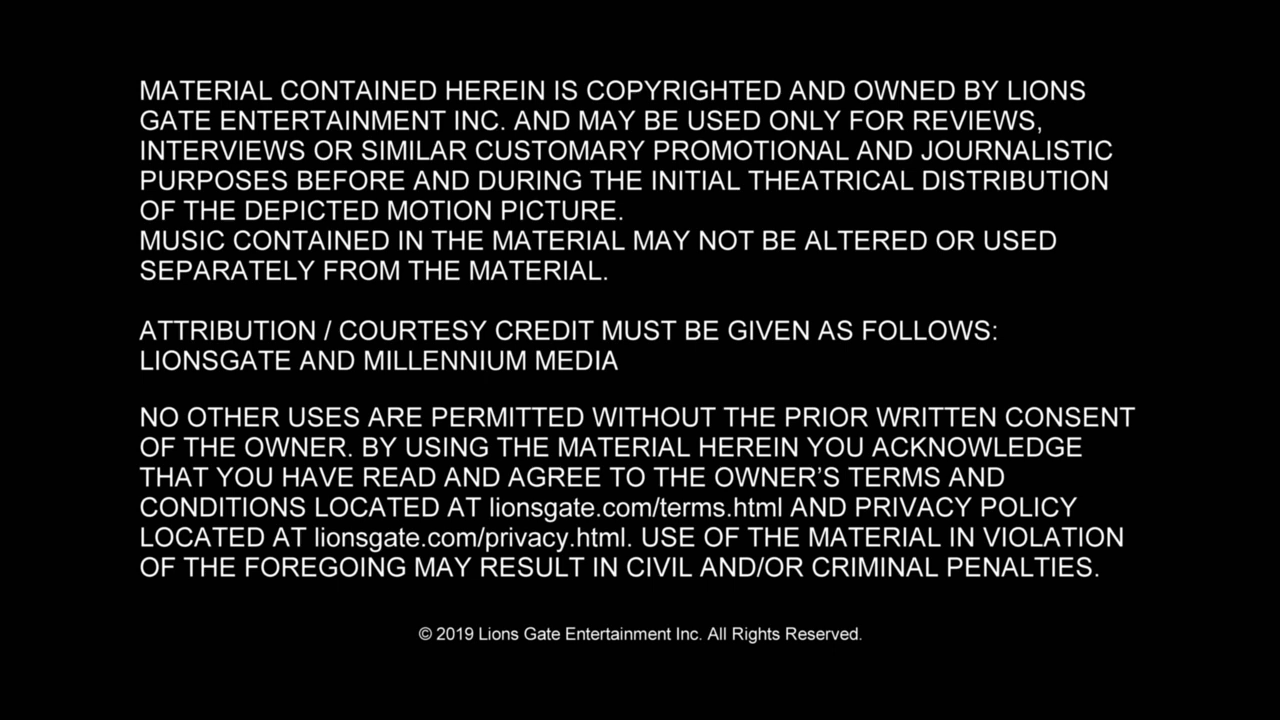 MATERIAL CONTAINED HEREIN IS COPYRIGHTED AND OWNED BY LIONS
GATE ENTERTAINMENT INC. AND MAY BE USED ONLY FOR REVIEWS,
INTERVIEWS OR SIMILAR CUSTOMARY PROMOTIONAL AND JOURNALISTIC
PURPOSES BEFORE AND DURING THE INITIAL THEATRICAL DISTRIBUTION
OF THE DEPICTED MOTION PICTURE.
MUSIC CONTAINED IN THE MATERIAL MAY NOT BE ALTERED OR USED
SEPARATELY FROM THE MATERIAL.
ATTRIBUTION / COURTESY CREDIT MUST BE GIVEN AS FOLLOWS:
LIONSGATE AND MILLENNIUM MEDIA
NO OTHER USES ARE PERMITTED WITHOUT THE PRIOR WRITTEN CONSENT
OF THE OWNER. BY USING THE MATERIAL HEREIN YOU ACKNOWLEDGE
THAT YOU HAVE READ AND AGREE TO THE OWNER’S TERMS AND
CONDITIONS LOCATED AT lionsgate.com/terms.html AND PRIVACY POLICY
LOCATED AT lionsgate.com/privacy.html. USE OF THE MATERIAL IN VIOLATION
OF THE FOREGOING MAY RESULT IN CIVIL AND/OR CRIMINAL PENALTIES.
© 2019 Lions Gate Entertainment Inc. All Rights Reserved.